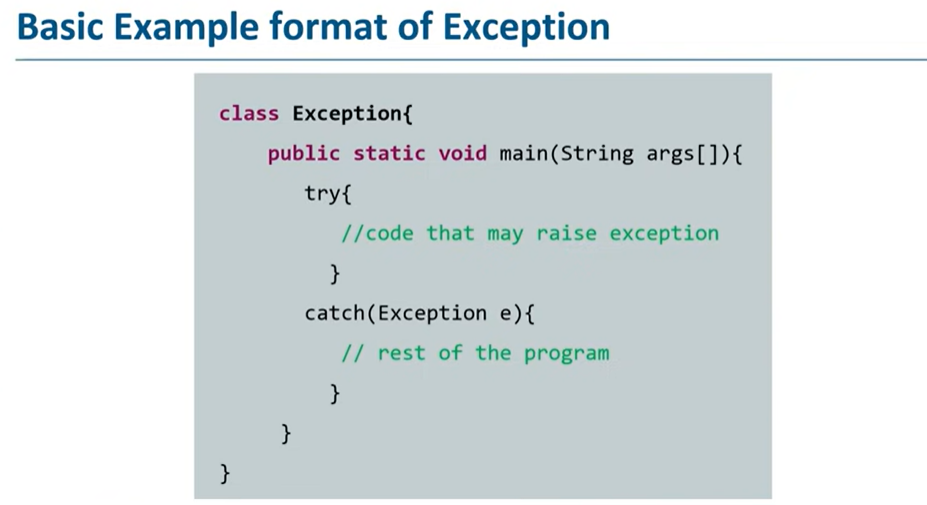 Basic Example format of Exception
class Exception{
public static void main(String args[]){
try{
//code that may raise exception
}
catch(Exception e){
// rest of the program
}
}
}